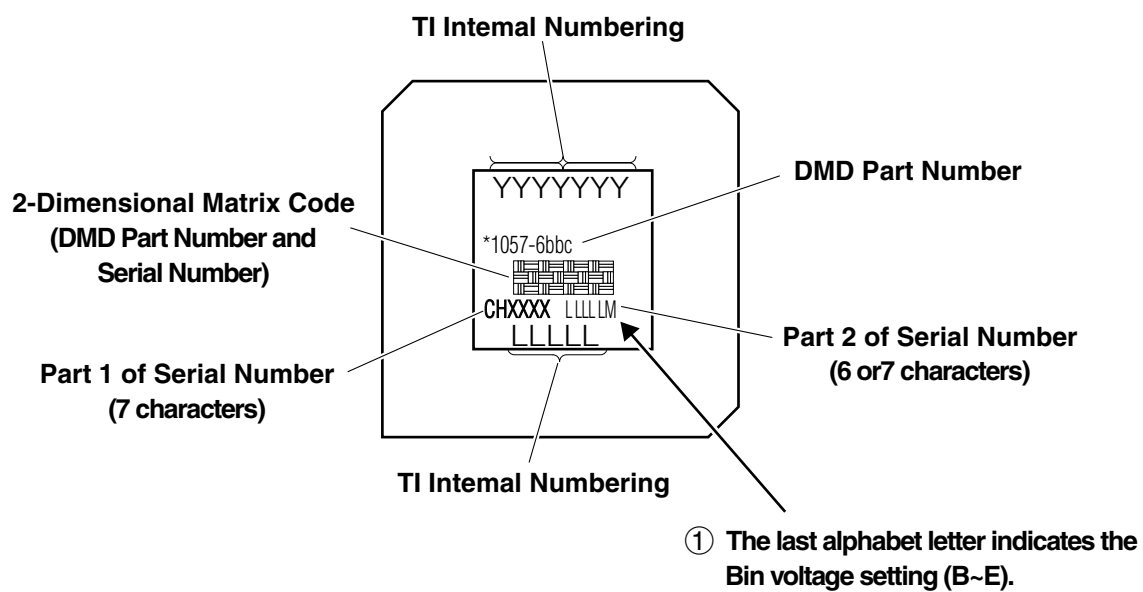 TI Intemal Numbering
YYYYYYY
DMD Part Number
2-Dimensional Matrix Code
(DMD Part Number and
Serial Number)
*1057-6bbc
CHXXXX LLLLLM
LLLLL
Part 2 of Serial Number
(6 or7 characters)
Part 1 of Serial Number
(7 characters)
TI Intemal Numbering
① The last alphabet letter indicates the
Bin voltage setting (B~E).